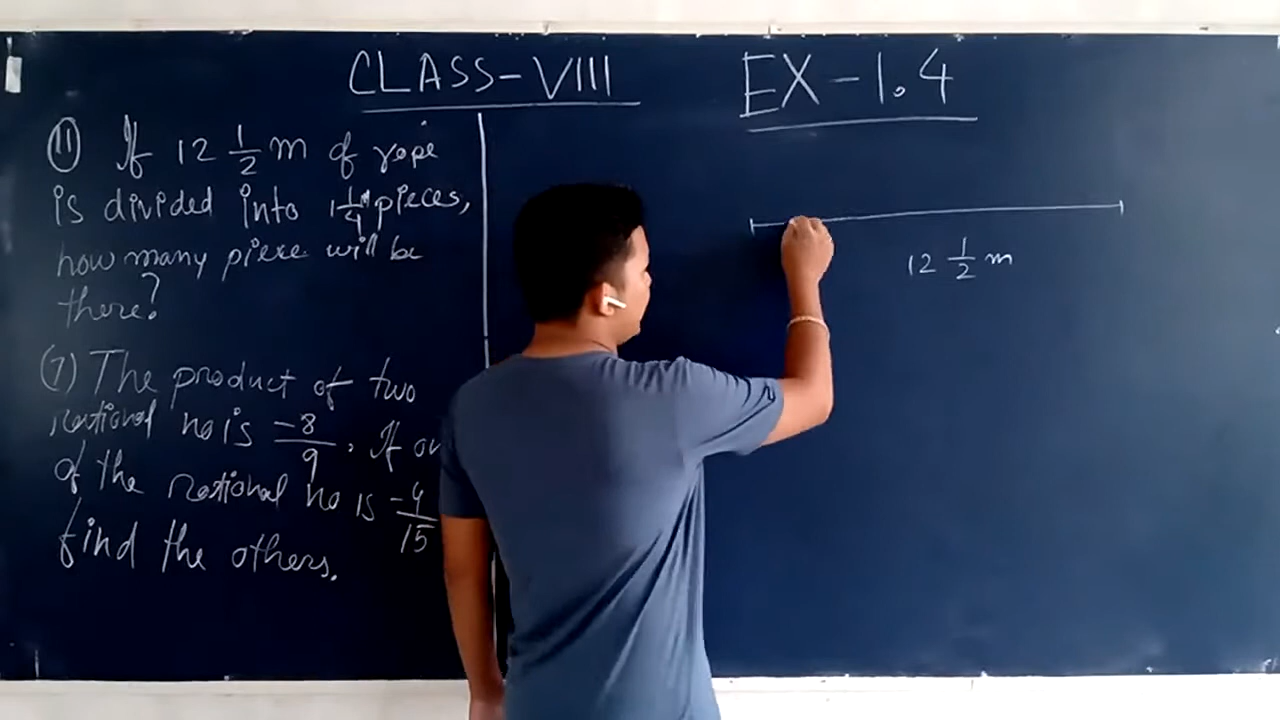 CLASS-VIII
EX-1.4
(11) If 12 1/2 m of rope
is divided into 1 1/4 m pieces,
how many piexe will be
there?
(7) The product of two
rational no is -8/9. If
of the rational no is -4/15
find the others.
12 1/2 m